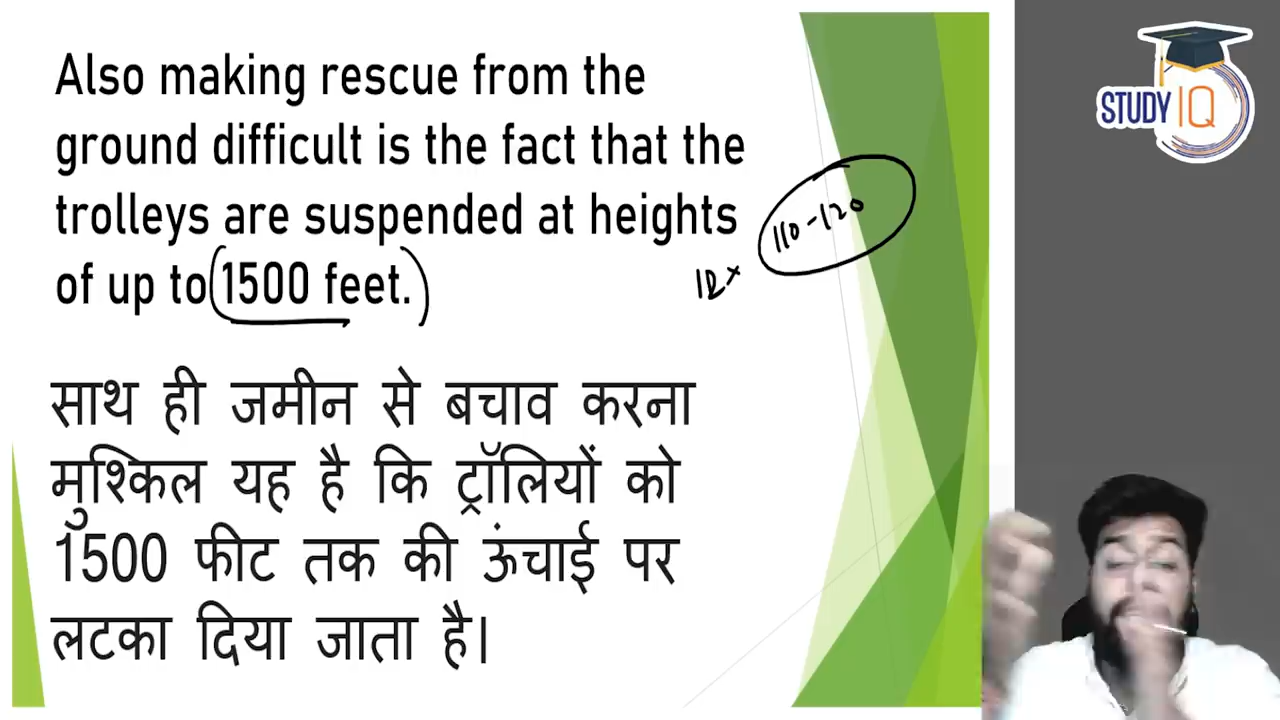 Also making rescue from the
ground difficult is the fact that the
trolleys are suspended at heights
of up to (1500 feet.)
110-120
साथ ही जमीन से बचाव करना
मुश्किल यह है कि ट्रॉलियों को
1500 फीट तक की ऊंचाई पर
लटका दिया जाता है।
STUDY IQ